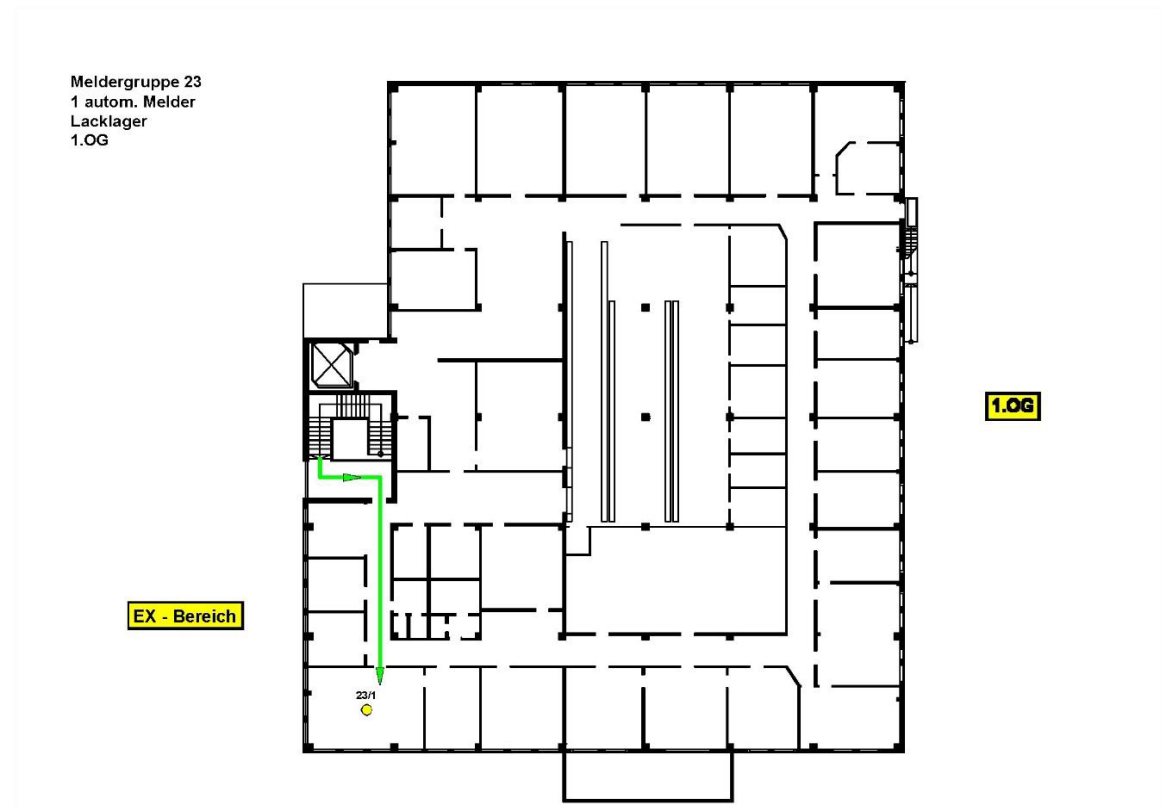 Meldergruppe 23
1 autom. Melder
Lacklager
1.OG
1.OG
EX - Bereich
23/1